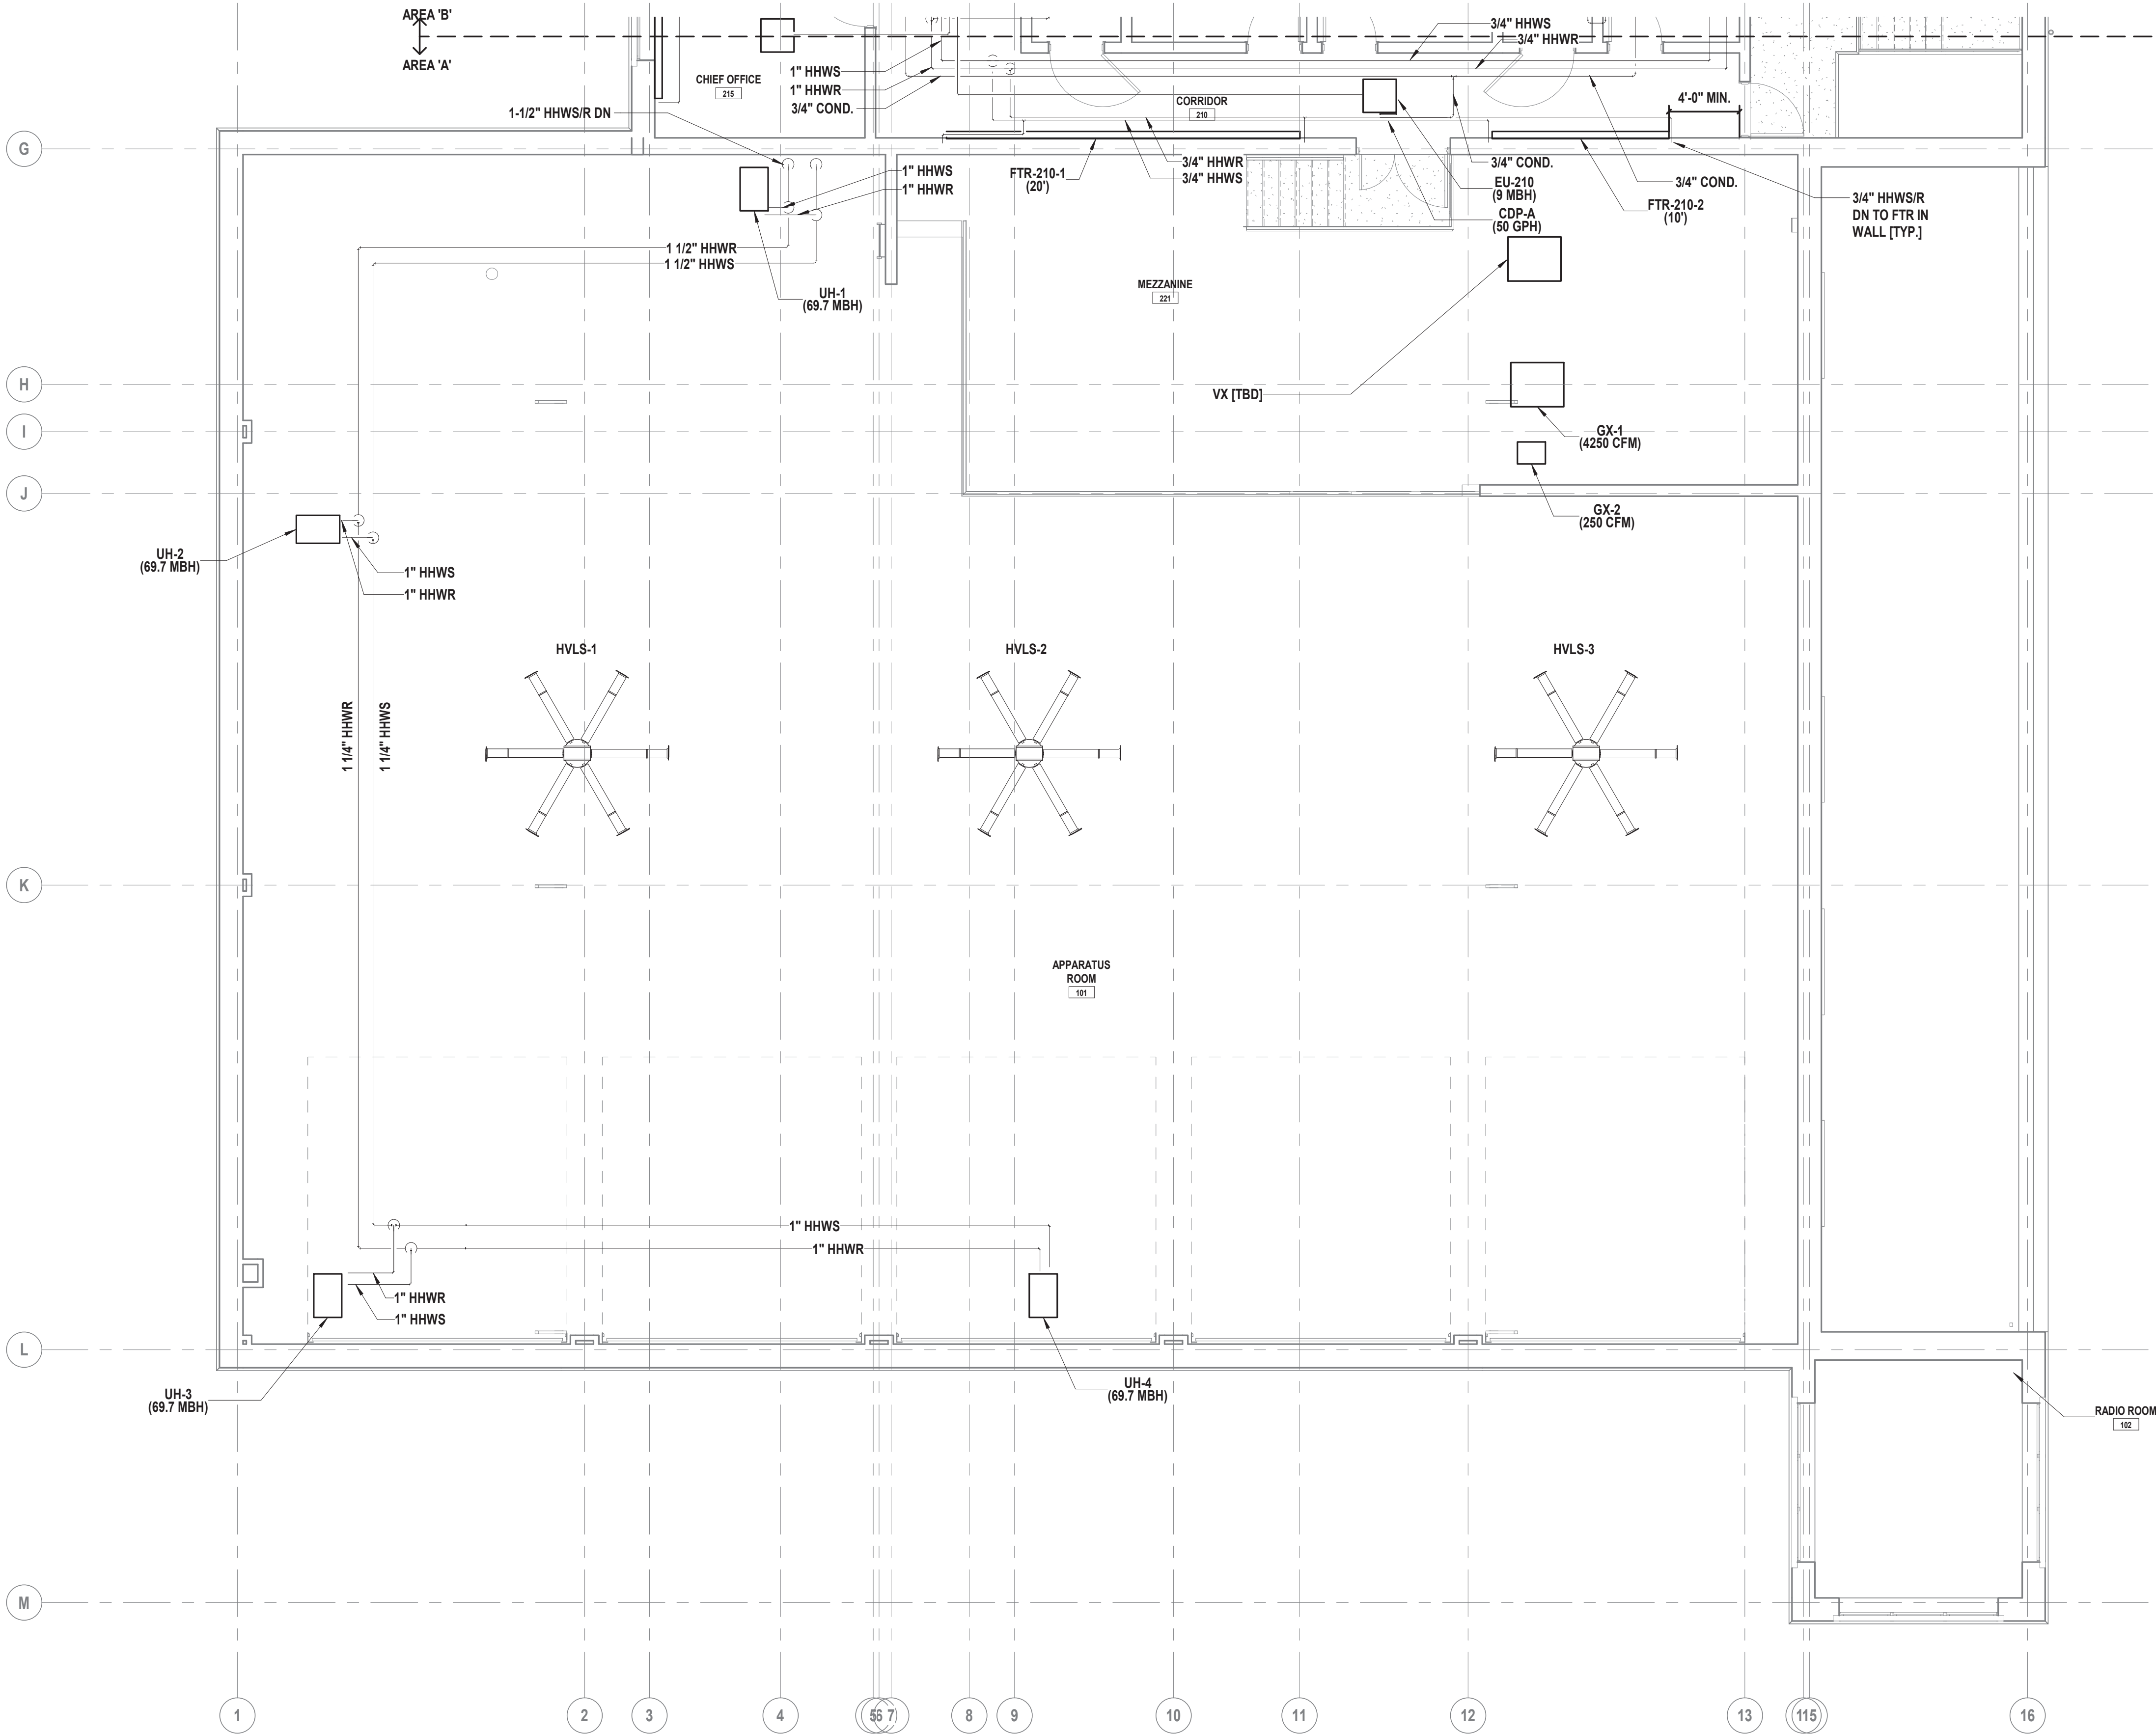 AREA 'B'
AREA 'A'
3/4" HHWS
3/4" HHWR
CHIEF OFFICE
215
1" HHWS
1" HHWR
3/4" COND.
1-1/2" HHWS/R DN
CORRIDOR
210
4'-0" MIN.
G
1" HHWS
1" HHWR
FTR-210-1
(20')
3/4" HHWR
3/4" HHWS
3/4" COND.
EU-210
(9 MBH)
CDP-A
(50 GPH)
3/4" COND.
FTR-210-2
(10')
3/4" HHWS/R
DN TO FTR IN
WALL [TYP.]
1 1/2" HHWR
1 1/2" HHWS
UH-1
(69.7 MBH)
MEZZANINE
221
H
VX [TBD]
I
GX-1
(4250 CFM)
J
GX-2
(250 CFM)
UH-2
(69.7 MBH)
1" HHWS
1" HHWR
HVLS-1
HVLS-2
HVLS-3
1 1/4" HHWR
1 1/4" HHWS
K
APPARATUS
ROOM
101
1" HHWS
1" HHWR
1" HHWR
1" HHWS
L
UH-3
(69.7 MBH)
UH-4
(69.7 MBH)
RADIO ROOM
102
M
1
2
3
4
5
6
7
8
9
10
11
12
13
15
16